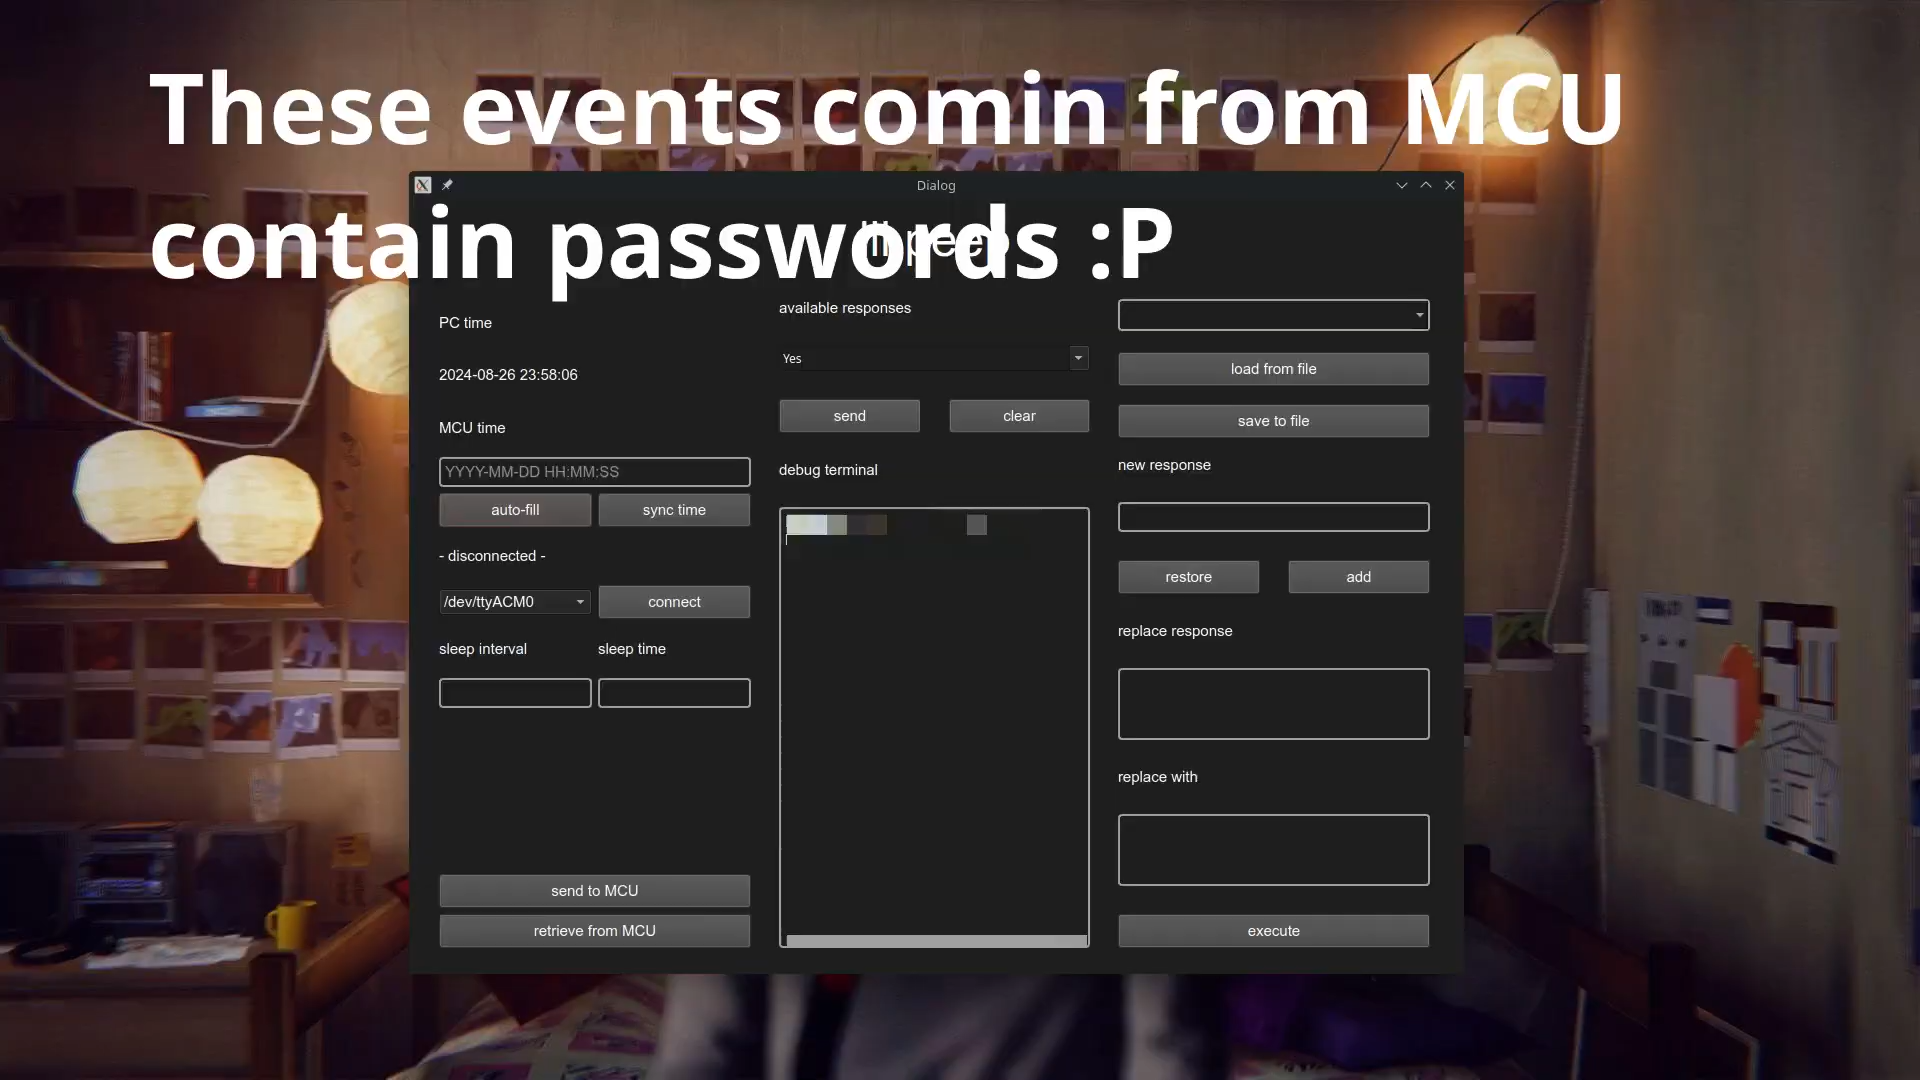 These events comin from MCU
contain passwords :P
Dialog
lil peep
PC time
2024-08-26 23:58:06
MCU time
YYYY-MM-DD HH:MM:SS
auto-fill
sync time
- disconnected -
/dev/ttyACM0
connect
sleep interval
sleep time
send to MCU
retrieve from MCU
available responses
Yes
send
clear
debug terminal
load from file
save to file
new response
restore
add
replace response
replace with
execute